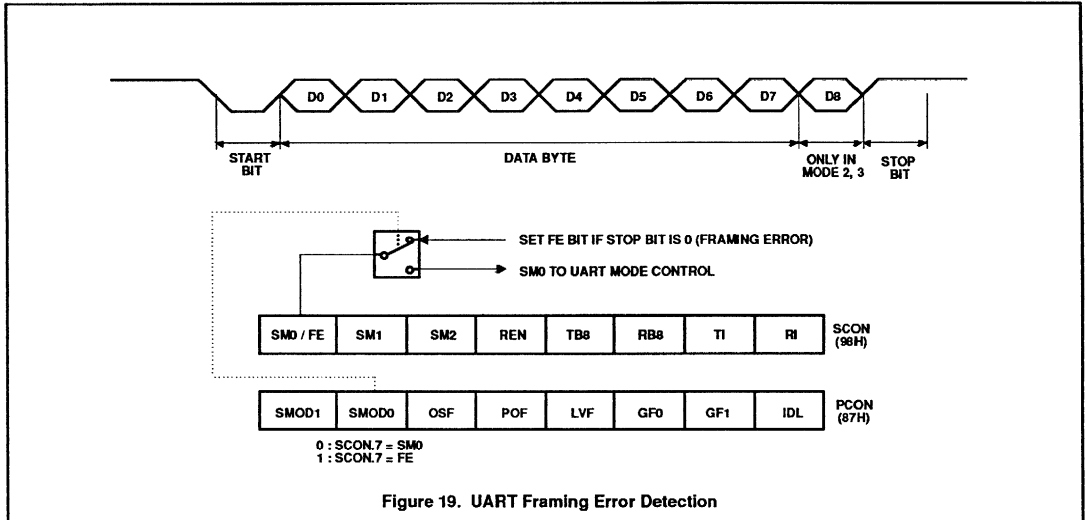 D0 D1 D2 D3 D4 D5 D6 D7 D8
START BIT
DATA BYTE
ONLY IN MODE 2, 3
STOP BIT
SET FE BIT IF STOP BIT IS 0 (FRAMING ERROR)
SM0 TO UART MODE CONTROL
SM0 / FE SM1 SM2 REN TB8 RB8 TI RI SCON (98H)
SMOD1 SMOD0 OSF POF LVF GF0 GF1 IDL PCON (87H)
0 : SCON.7 = SM0
1 : SCON.7 = FE
Figure 19. UART Framing Error Detection